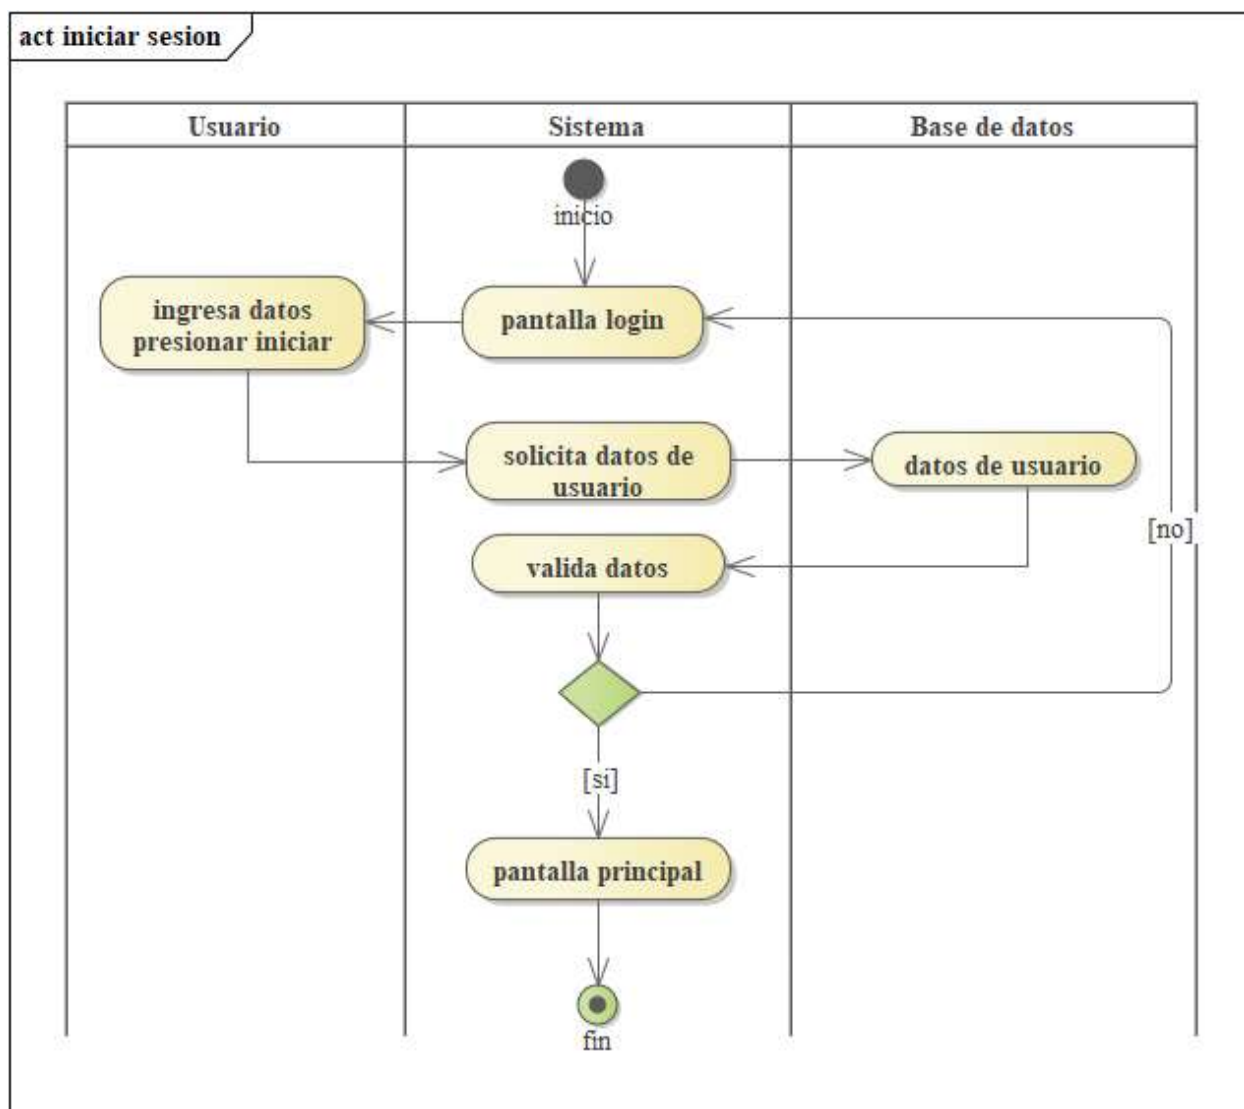 act iniciar sesion
Usuario
Sistema
Base de datos
inicio
ingresa datos
presionar iniciar
pantalla login
solicita datos de
usuario
datos de usuario
[no]
valida datos
[si]
pantalla principal
fin